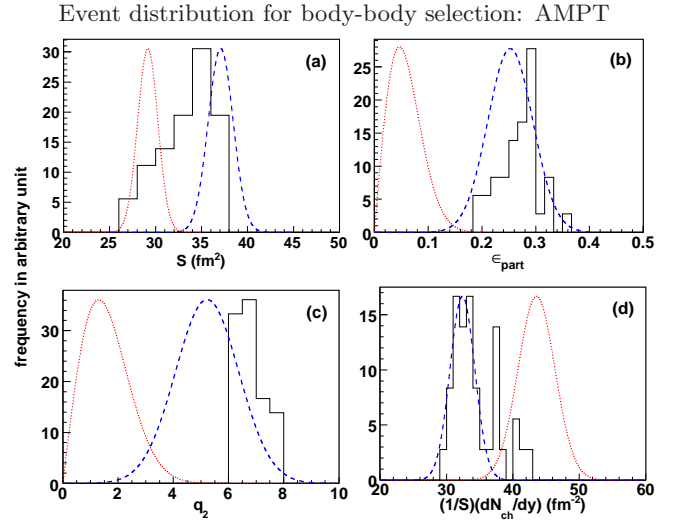 Event distribution for body-body selection: AMPT
frequency in arbitrary unit
(a)
30
25
20
15
10
5
0
20 25 30 35 40 45 50
S (fm²)
(b)
25
20
15
10
5
0
0 0.1 0.2 0.3 0.4 0.5
∈part
(c)
30
20
10
0
0 2 4 6 8 10
q₂
(d)
15
10
5
0
20 30 40 50 60
(1/S)(dN_ch/dy) (fm⁻²)